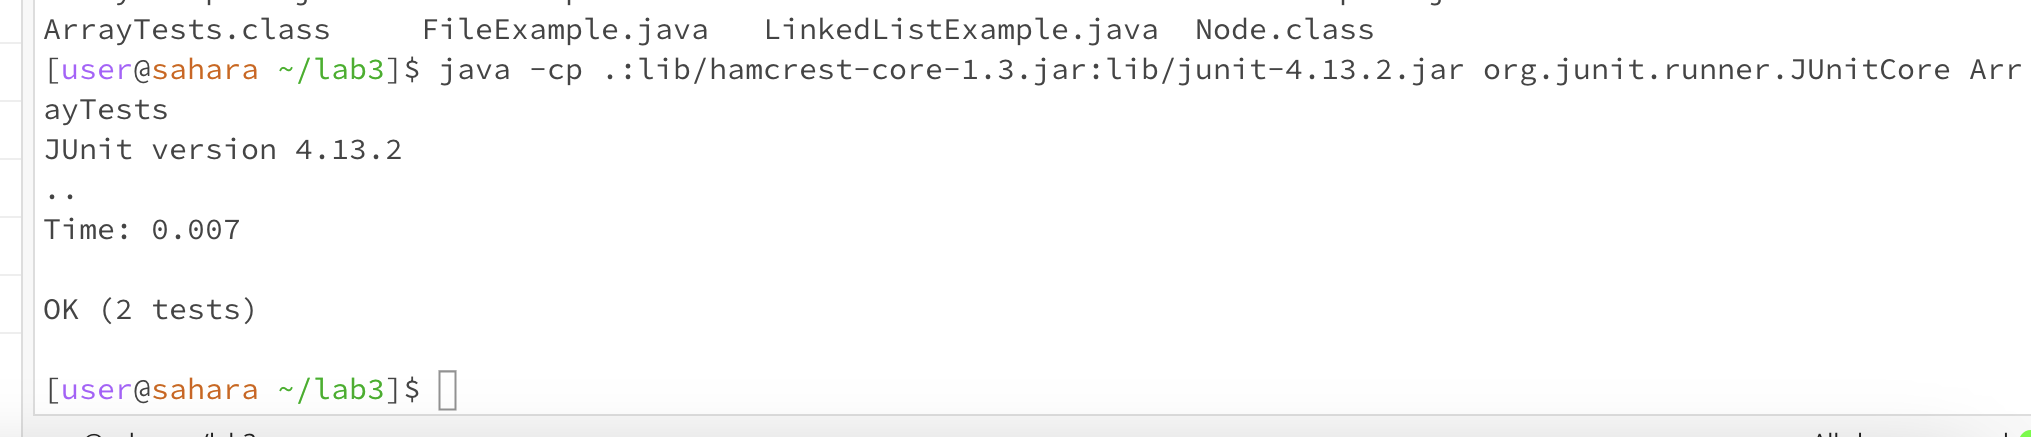 ArrayTests.class     FileExample.java   LinkedListExample.java  Node.class
[user@sahara ~/lab3]$ java -cp .:lib/hamcrest-core-1.3.jar:lib/junit-4.13.2.jar org.junit.runner.JUnitCore Arr
ayTests
JUnit version 4.13.2
..
Time: 0.007
OK (2 tests)
[user@sahara ~/lab3]$